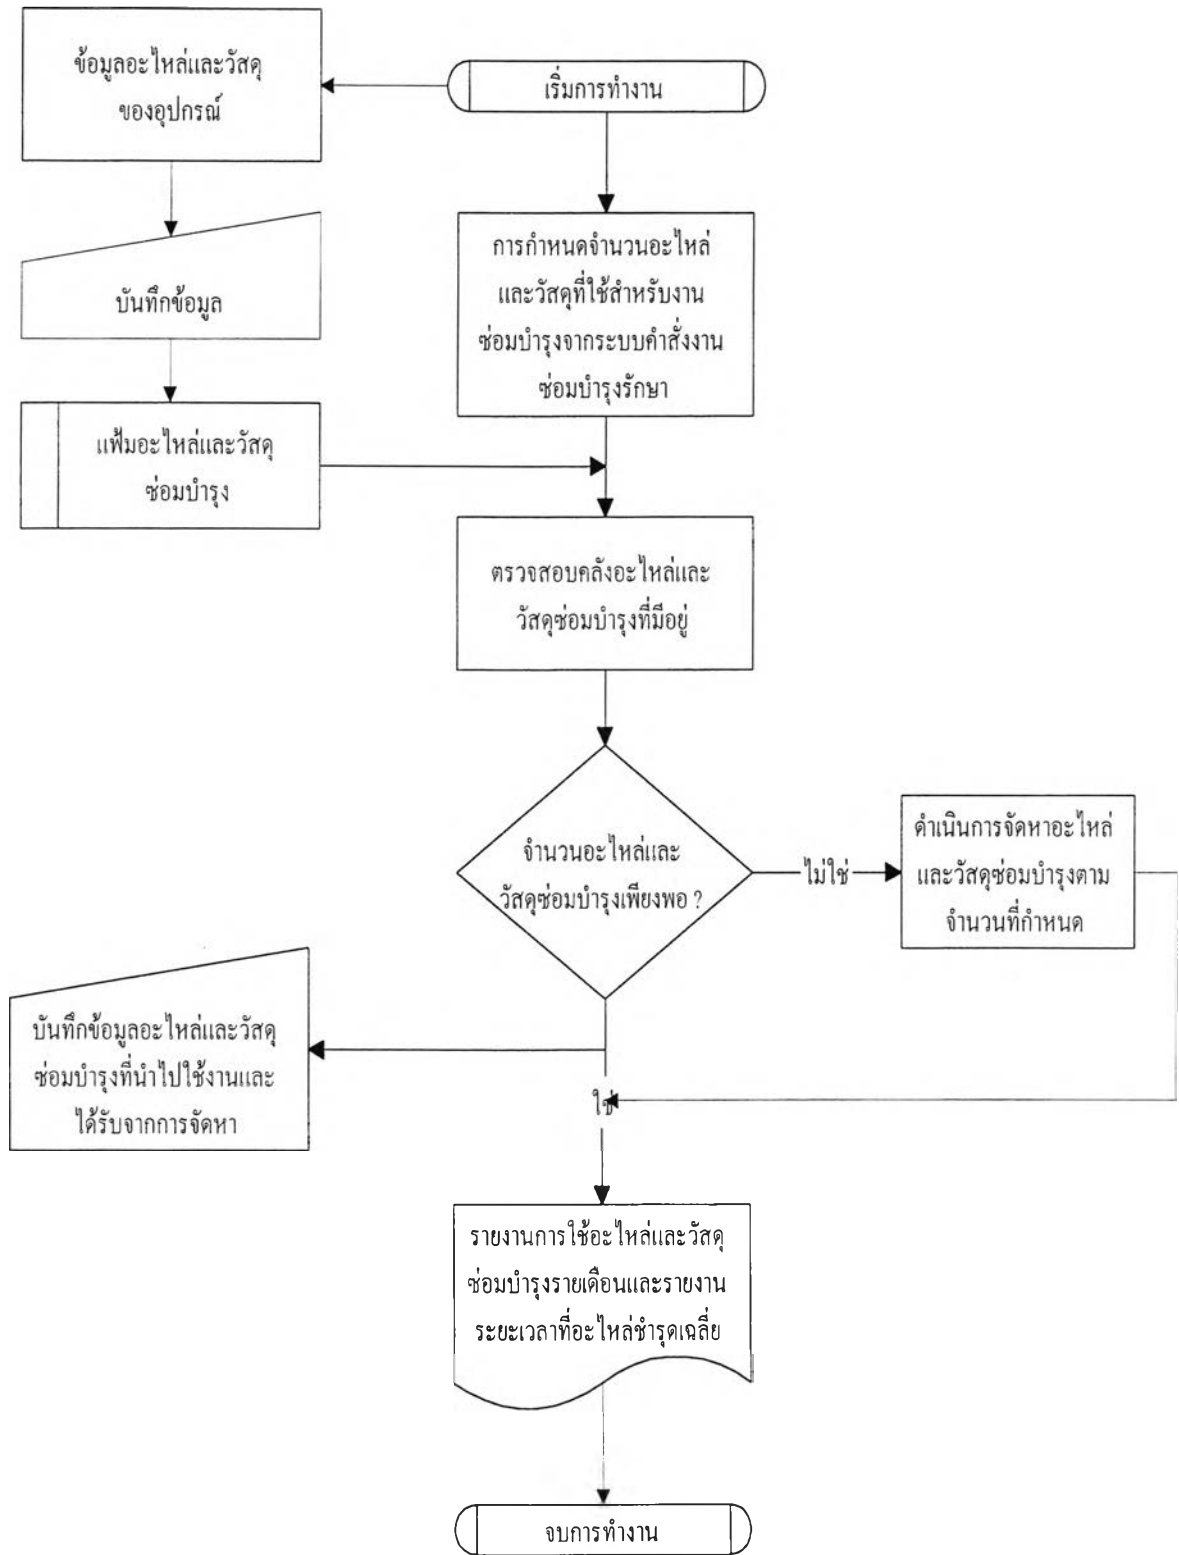 ข้อมูลอะไหล่และวัสดุ
ของอุปกรณ์
เริ่มการทำงาน
บันทึกข้อมูล
การกำหนดจำนวนอะไหล่
และวัสดุที่ใช้สำหรับงาน
ซ่อมบำรุงจากระบบคำสั่งงาน
ซ่อมบำรุงรักษา
แฟ้มอะไหล่และวัสดุ
ซ่อมบำรุง
ตรวจสอบคลังอะไหล่และ
วัสดุซ่อมบำรุงที่มีอยู่
จำนวนอะไหล่และ
วัสดุซ่อมบำรุงเพียงพอ ?
ไม่ใช่
ดำเนินการจัดหาอะไหล่
และวัสดุซ่อมบำรุงตาม
จำนวนที่กำหนด
บันทึกข้อมูลอะไหล่และวัสดุ
ซ่อมบำรุงที่นำไปใช้งานและ
ได้รับจากการจัดหา
ใช่
รายงานการใช้อะไหล่และวัสดุ
ซ่อมบำรุงรายเดือนและรายงาน
ระยะเวลาที่อะไหล่ชำรุดเฉลี่ย
จบการทำงาน